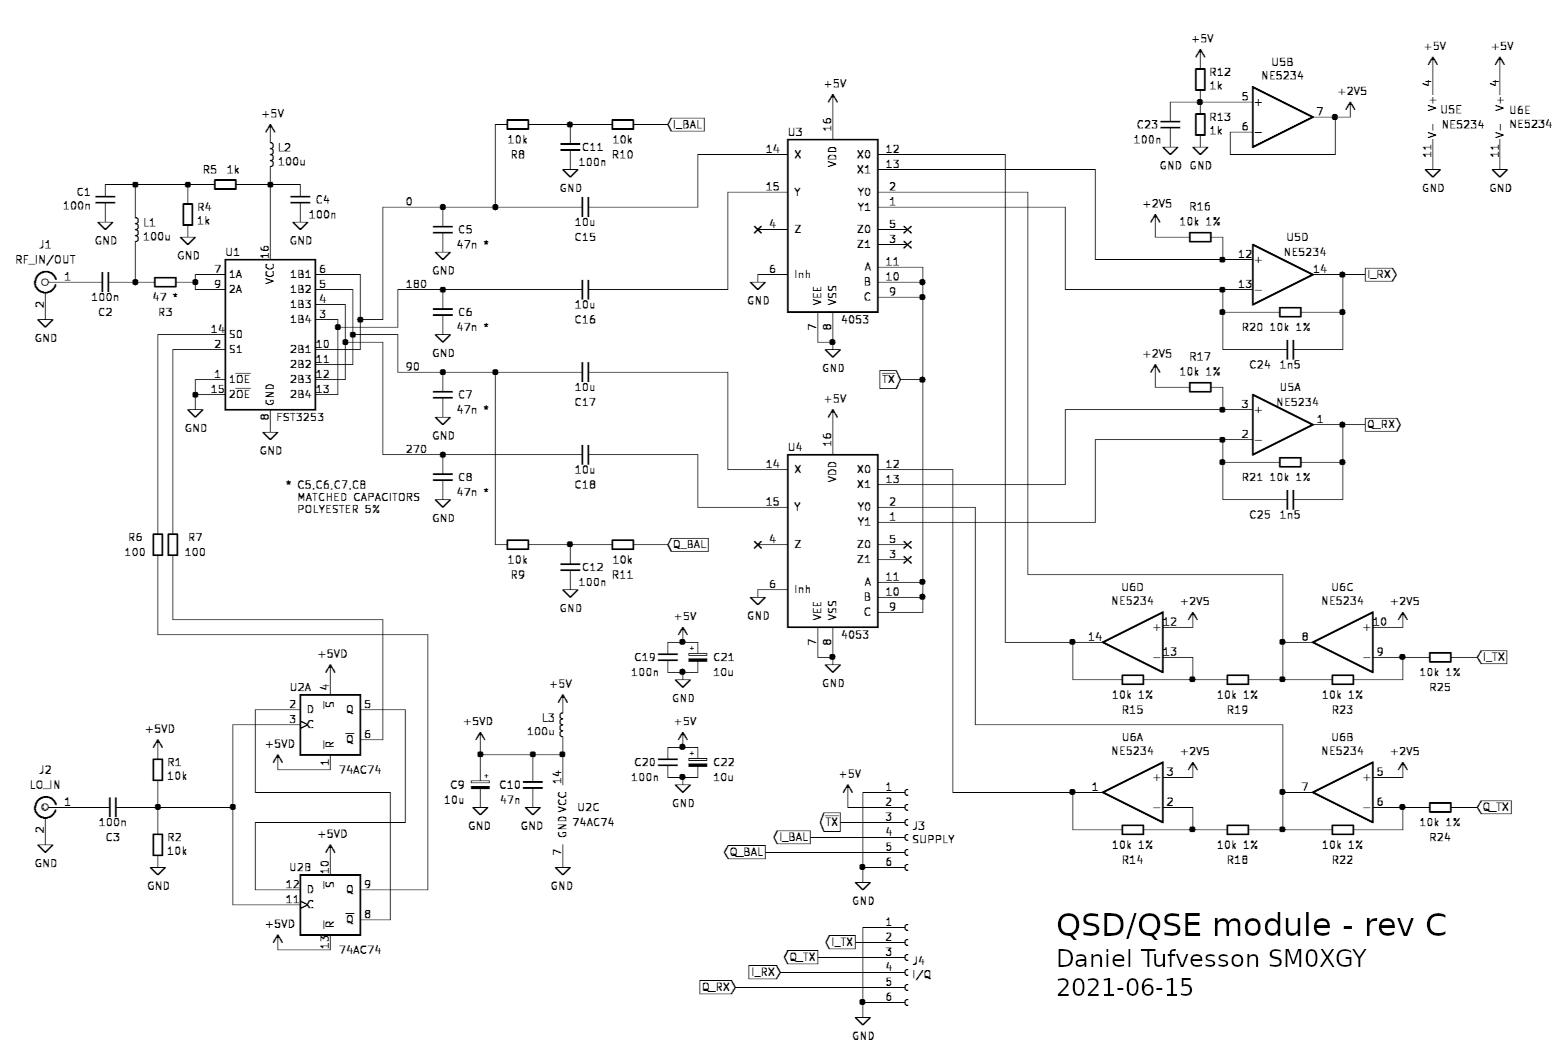 J1
RF_IN/OUT
1
2
GND
C1
100n
GND
L1
100u
R4
1k
GND
R5 1k
+5V
L2
100u
C4
100n
GND
C2
100n
47 *
R3
U1
16
VCC
7 1A
9 2A
14 S0
2 S1
1 1OE
15 2OE
1B1 6
1B2 5
1B3 4
1B4 3
2B1 10
2B2 11
2B3 12
2B4 13
GND
8
FST3253
GND
GND
0
C5
47n *
GND
180
C6
47n *
GND
90
C7
47n *
GND
270
C8
47n *
GND
* C5,C6,C7,C8
MATCHED CAPACITORS
POLYESTER 5%
10k
R8
C11
100n
GND
10k
R10
I_BAL
10u
C15
10u
C16
10u
C17
10u
C18
10k
R9
C12
100n
GND
10k
R11
Q_BAL
+5V
U3
16
VDD
14 X
15 Y
4 Z
6 Inh
GND
X0 12
X1 13
Y0 2
Y1 1
Z0 5
Z1 3
A 11
B 10
C 9
VEE
VSS
7
8
4053
GND
TX
+5V
U4
16
VDD
14 X
15 Y
4 Z
6 Inh
GND
X0 12
X1 13
Y0 2
Y1 1
Z0 5
Z1 3
A 11
B 10
C 9
VEE
VSS
7
8
4053
GND
+5V
R12
1k
R13
1k
C23
100n
GND
GND
U5B
NE5234
5
6
7
+2V5
+5V
4
V+
U5E
NE5234
V-
11
GND
+5V
4
V+
U6E
NE5234
V-
11
GND
+2V5
R16
10k 1%
U5D
NE5234
12
13
14
I_RX
R20 10k 1%
C24 1n5
+2V5
R17
10k 1%
U5A
NE5234
3
2
1
Q_RX
R21 10k 1%
C25 1n5
U6D
NE5234
14
12
13
+2V5
10k 1%
R15
10k 1%
R19
U6C
NE5234
8
10
9
+2V5
10k 1%
R23
10k 1%
R25
I_TX
U6A
NE5234
1
3
2
+2V5
10k 1%
R14
10k 1%
R18
U6B
NE5234
7
5
6
+2V5
10k 1%
R22
10k 1%
R24
Q_TX
R6
100
R7
100
J2
LO_IN
1
2
GND
100n
C3
+5VD
R1
10k
R2
10k
GND
+5VD
U2A
4
S
2 D
3 C
Q 5
Q 6
R
1
+5VD
74AC74
+5VD
U2B
10
S
12 D
11 C
Q 9
Q 8
R
13
+5VD
74AC74
+5VD
C9
10u
GND
C10
47n
GND
+5V
L3
100u
14
VCC
U2C
74AC74
GND
7
GND
+5V
C19
100n
C21
10u
GND
+5V
C20
100n
C22
10u
GND
+5V
1
2
TX 3
I_BAL 4
Q_BAL 5
6
J3
SUPPLY
GND
1
I_TX 2
Q_TX 3
I_RX 4
Q_RX 5
6
J4
I/Q
GND
QSD/QSE module - rev C
Daniel Tufvesson SM0XGY
2021-06-15